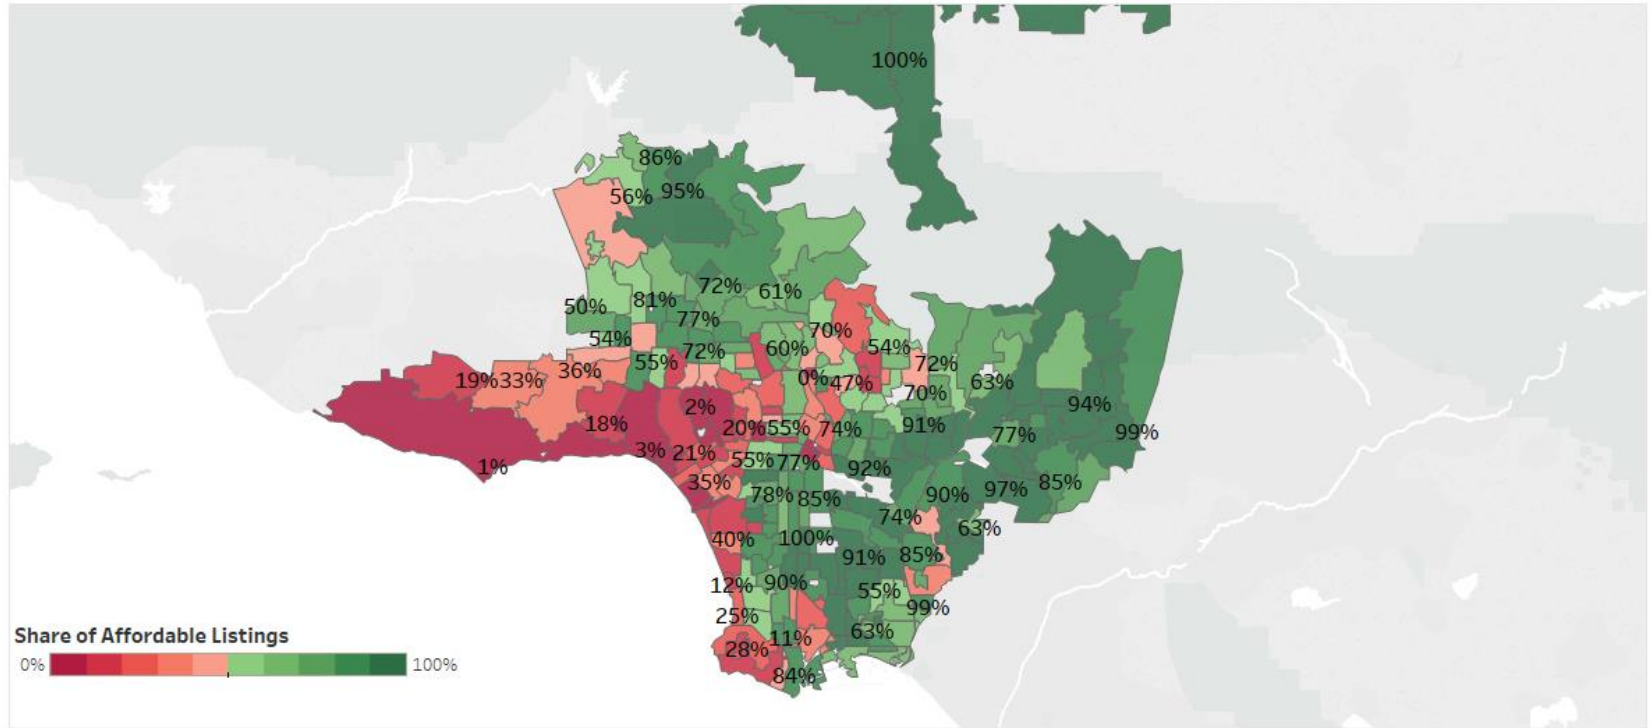 100%
86%
56% 95%
72% 61%
50% 81%
77% 70%
54% 72% 60% 54%
55% 72%
19% 33% 36% 0% 47% 70% 63%
2% 94%
18% 20% 55% 74% 91% 77% 99%
3% 21% 55% 77% 92%
1% 35% 78% 85% 90% 97% 85%
74% 63%
40% 100% 91% 85%
12% 90% 55%
25% 99%
11% 63%
28%
84%
Share of Affordable Listings
0% 100%